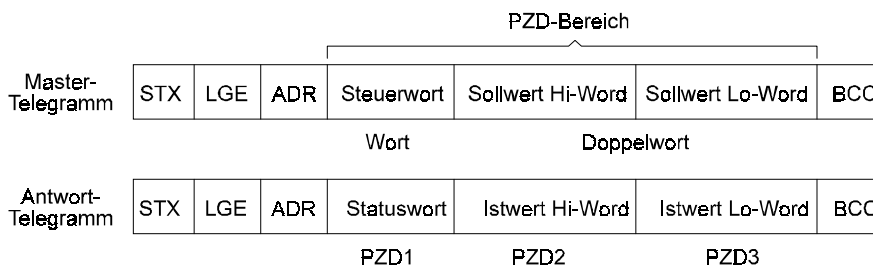 PZD-Bereich
Master-
Telegramm
STX LGE ADR Steuerwort Sollwert Hi-Word Sollwert Lo-Word BCC
Wort Doppelwort
Antwort-
Telegramm
STX LGE ADR Statuswort Istwert Hi-Word Istwert Lo-Word BCC
PZD1 PZD2 PZD3